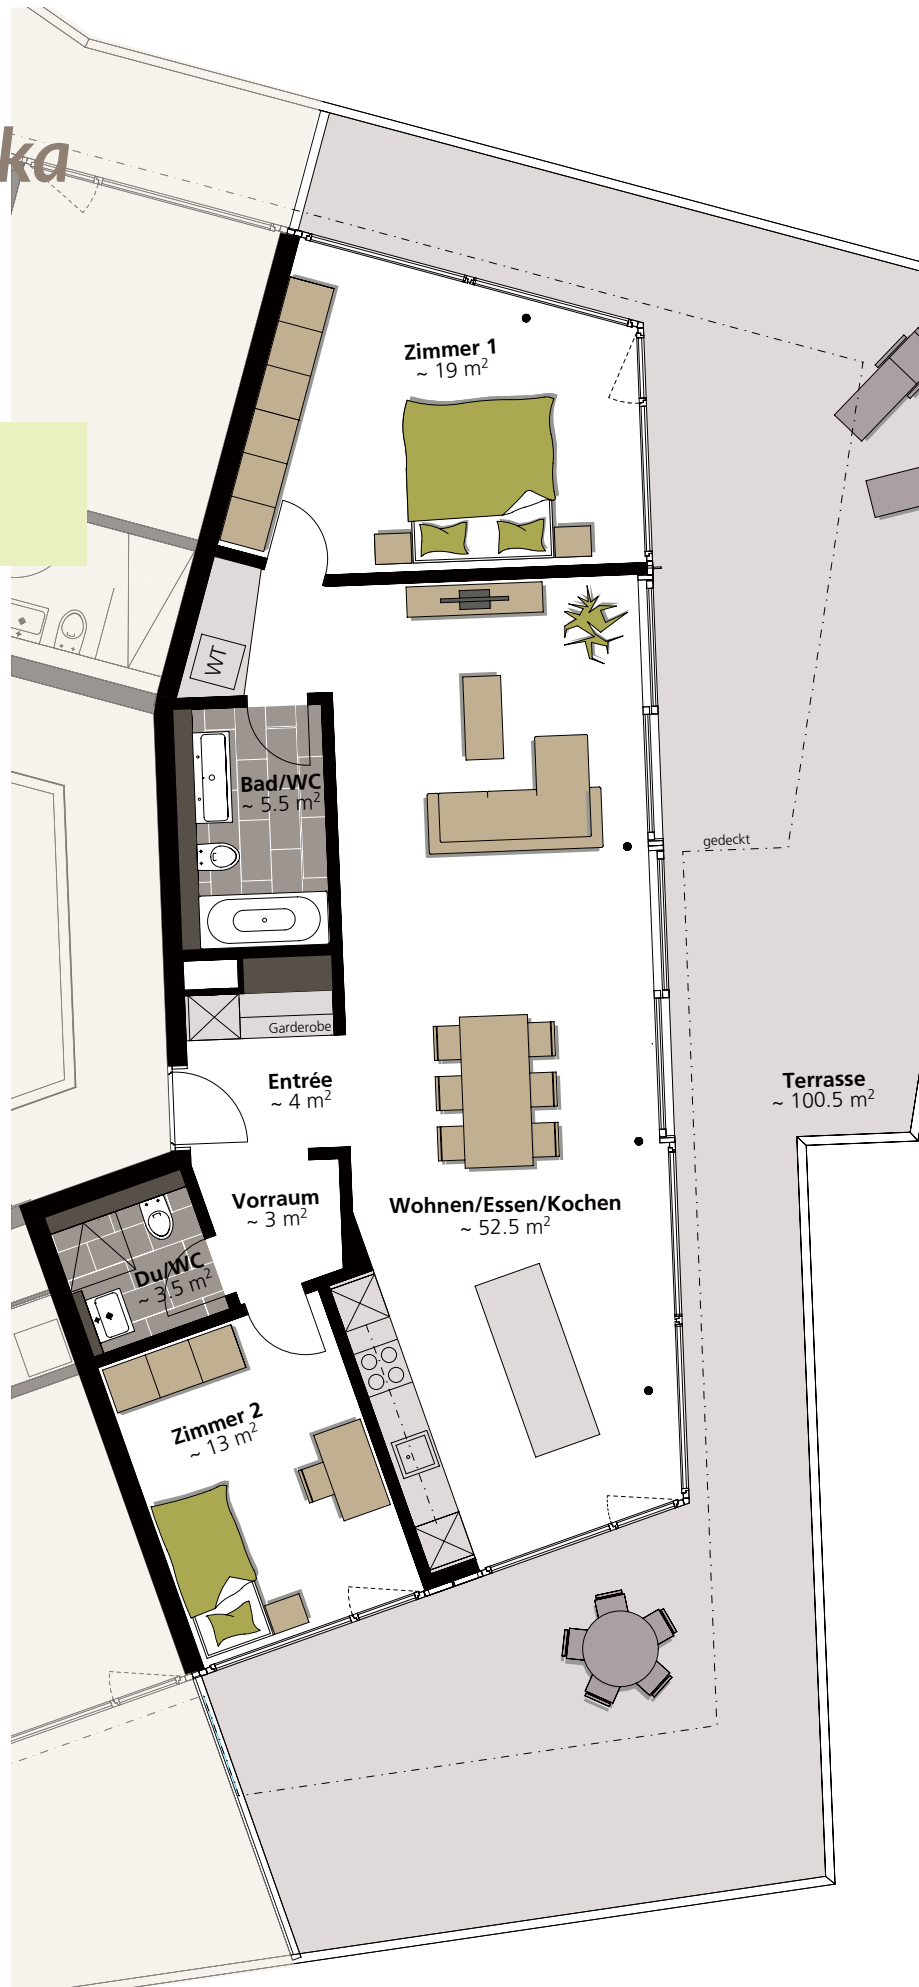 ka
Zimmer 1
~ 19 m²
WT
Bad/WC
~ 5.5 m²
gedeckt
Garderobe
Entrée
~ 4 m²
Terrasse
~ 100.5 m²
Vorraum
~ 3 m²
Wohnen/Essen/Kochen
~ 52.5 m²
Du/WC
~ 3.5 m²
Zimmer 2
~ 13 m²